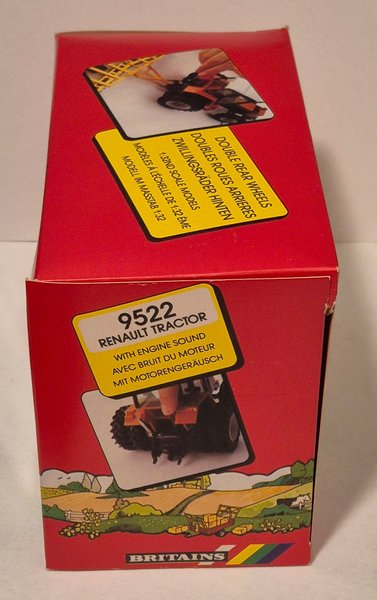 DOUBLE REAR WHEELS
DOUBLES ROUES ARRIERES
ZWILLINGSRÄDER HINTEN
1:32ND SCALE MODELS
MODÈLES À L'ÉCHELLE DE 1:32 ÈME
MODELL IM MASSTAB 1:32
9522
RENAULT TRACTOR
WITH ENGINE SOUND
AVEC BRUIT DU MOTEUR
MIT MOTORENGERÄUSCH
BRITAINS